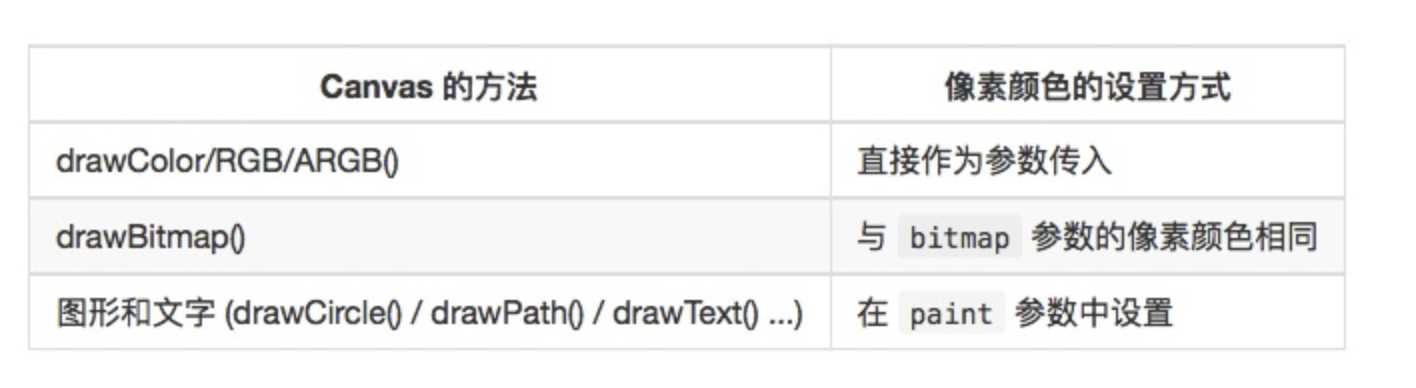 Canvas 的方法 像素颜色的设置方式
drawColor/RGB/ARGB() 直接作为参数传入
drawBitmap() 与 bitmap 参数的像素颜色相同
图形和文字 (drawCircle() / drawPath() / drawText() ...) 在 paint 参数中设置